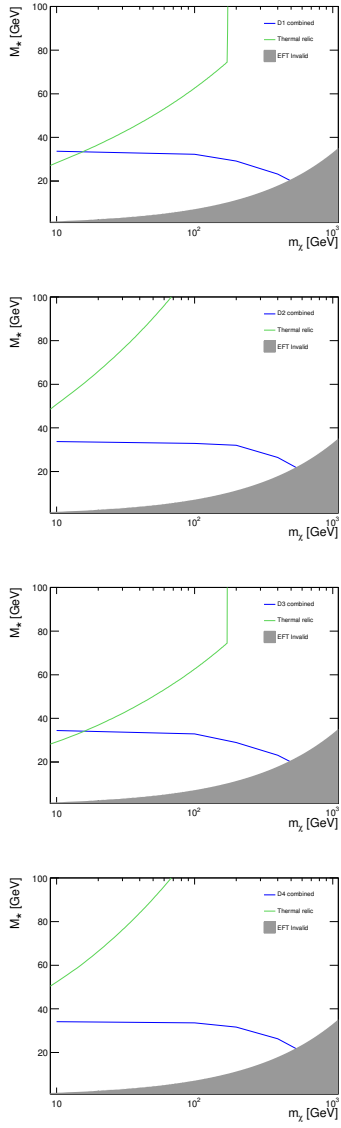 M⋆ [GeV]
100
80
60
40
20
D1 combined
Thermal relic
EFT Invalid
10
10²
10³
mχ [GeV]
M⋆ [GeV]
100
80
60
40
20
D2 combined
Thermal relic
EFT Invalid
10
10²
10³
mχ [GeV]
M⋆ [GeV]
100
80
60
40
20
D3 combined
Thermal relic
EFT Invalid
10
10²
10³
mχ [GeV]
M⋆ [GeV]
100
80
60
40
20
D4 combined
Thermal relic
EFT Invalid
10
10²
10³
mχ [GeV]